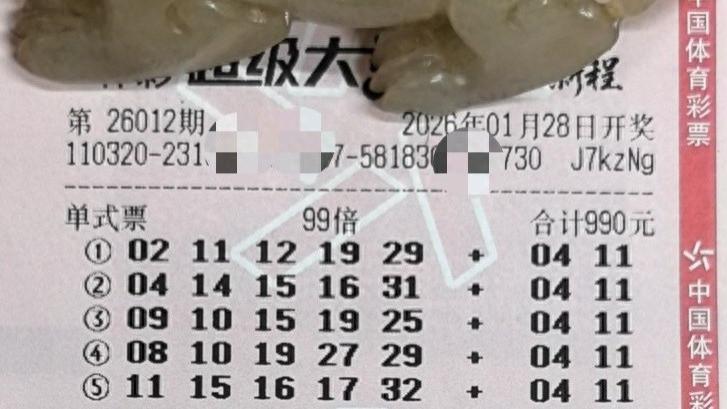 超级大
新程
第 26012期
2026年01月28日开奖
110320-231 7-58183 730 J7kzNg
单式票 99倍 合计990元
① 02 11 12 19 29 + 04 11
② 04 14 15 16 31 + 04 11
③ 09 10 15 19 25 + 04 11
④ 08 10 19 27 29 + 04 11
⑤ 11 15 16 17 32 + 04 11
中国体育彩票
中国体育彩